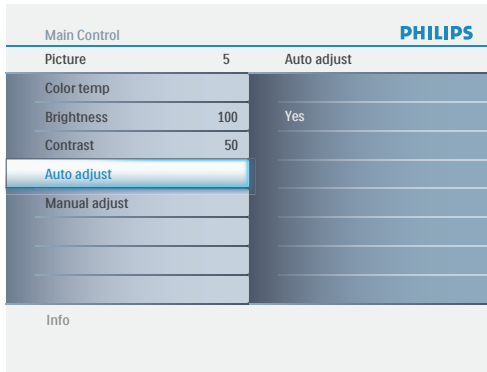 Main Control
PHILIPS
Picture 5 Auto adjust
Color temp
Brightness 100 Yes
Contrast 50
Auto adjust
Manual adjust
Info